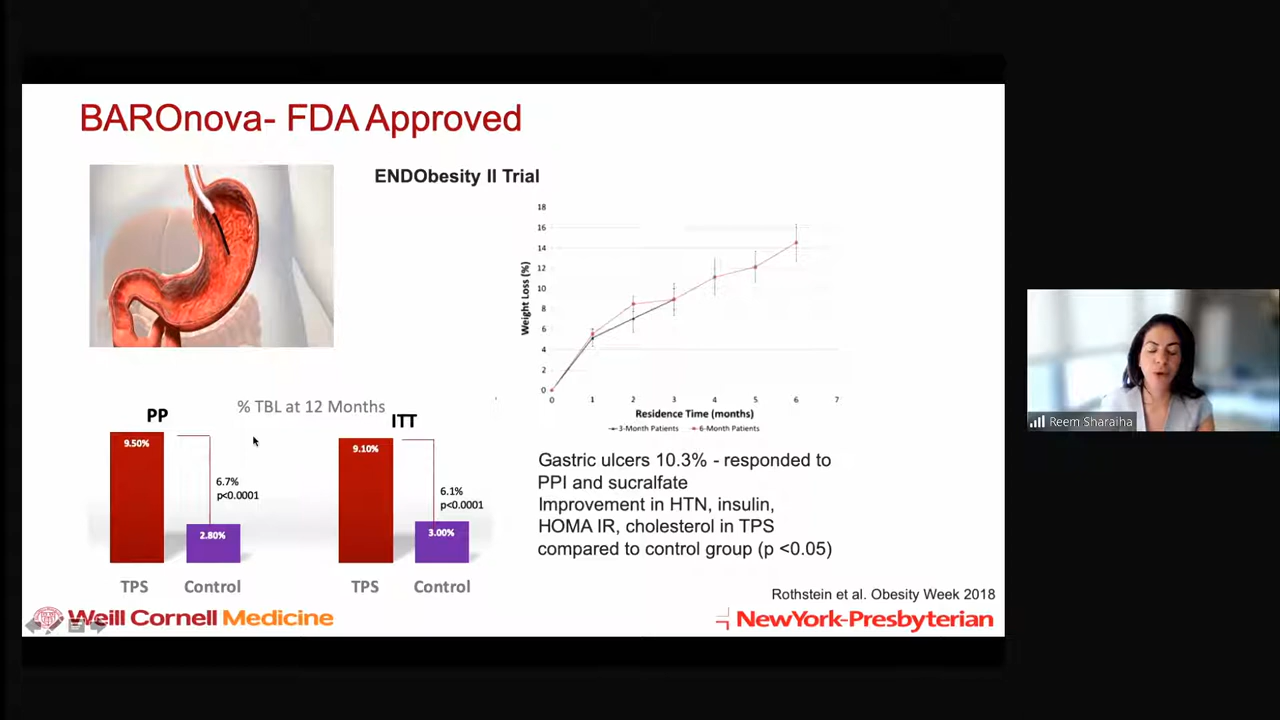 BAROnova- FDA Approved
ENDObesity II Trial
18
16
14
12
10
8
6
4
2
0
Weight Loss (%)
0 1 2 3 4 5 6 7
Residence Time (months)
3-Month Patients 6-Month Patients
% TBL at 12 Months
PP
9.50%
6.7%
p<0.0001
2.80%
TPS Control
ITT
9.10%
6.1%
p<0.0001
3.00%
TPS Control
Gastric ulcers 10.3% - responded to
PPI and sucralfate
Improvement in HTN, insulin,
HOMA IR, cholesterol in TPS
compared to control group (p <0.05)
Rothstein et al. Obesity Week 2018
Weill Cornell Medicine
NewYork-Presbyterian
Reem Sharaiha